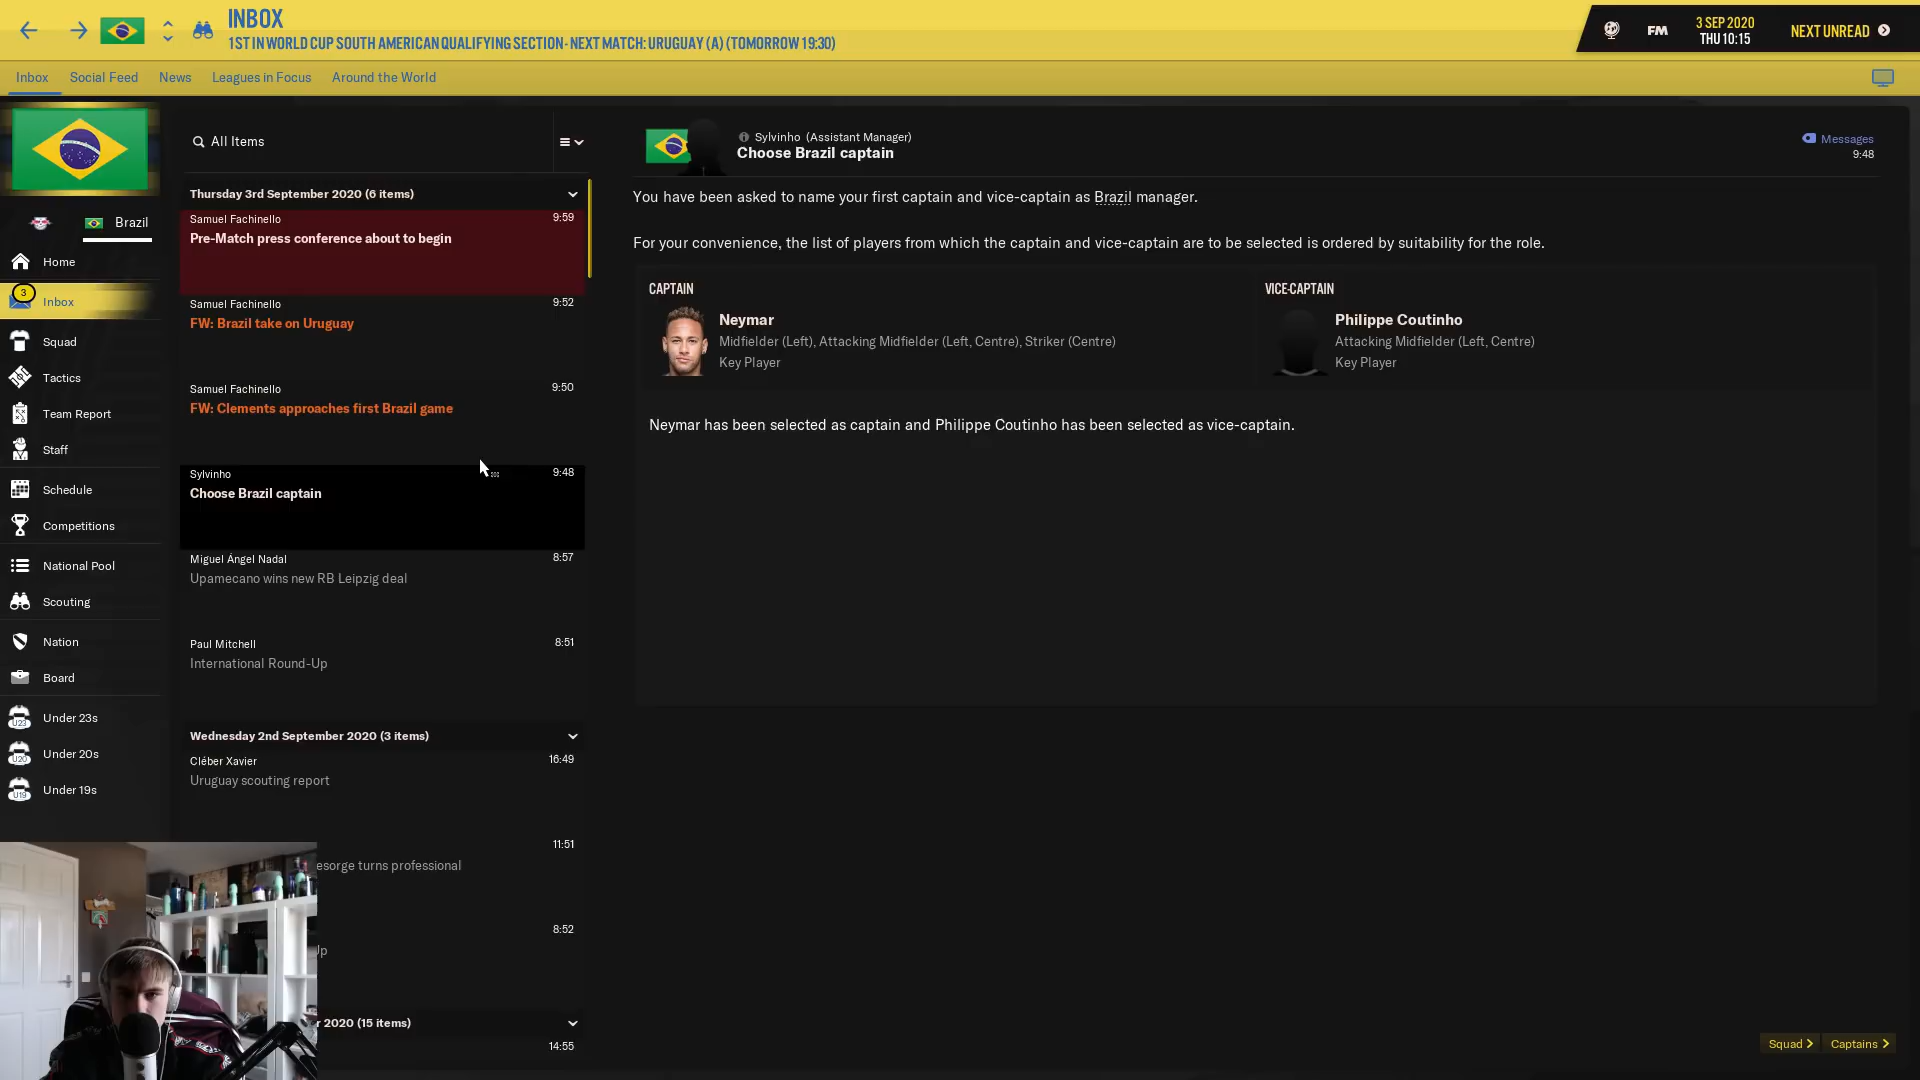 INBOX
1ST IN WORLD CUP SOUTH AMERICAN QUALIFYING SECTION - NEXT MATCH: URUGUAY (A) (TOMORROW 19:30)
FM
3 SEP 2020
THU 10:15
NEXT UNREAD
Inbox
Social Feed
News
Leagues in Focus
Around the World
Brazil
Home
3
Inbox
Squad
Tactics
Team Report
Staff
Schedule
Competitions
National Pool
Scouting
Nation
Board
U23
Under 23s
U20
Under 20s
U19
Under 19s
All Items
Thursday 3rd September 2020 (6 items)
Samuel Fachinello
9:59
Pre-Match press conference about to begin
Samuel Fachinello
9:52
FW: Brazil take on Uruguay
Samuel Fachinello
9:50
FW: Clements approaches first Brazil game
Sylvinho
9:48
Choose Brazil captain
Miguel Ángel Nadal
8:57
Upamecano wins new RB Leipzig deal
Paul Mitchell
8:51
International Round-Up
Wednesday 2nd September 2020 (3 items)
Cléber Xavier
16:49
Uruguay scouting report
11:51
esorge turns professional
8:52
Up
r 2020 (15 items)
14:55
Sylvinho (Assistant Manager)
Choose Brazil captain
Messages
9:48
You have been asked to name your first captain and vice-captain as Brazil manager.
For your convenience, the list of players from which the captain and vice-captain are to be selected is ordered by suitability for the role.
CAPTAIN
Neymar
Midfielder (Left), Attacking Midfielder (Left, Centre), Striker (Centre)
Key Player
VICE-CAPTAIN
Philippe Coutinho
Attacking Midfielder (Left, Centre)
Key Player
Neymar has been selected as captain and Philippe Coutinho has been selected as vice-captain.
Squad
Captains